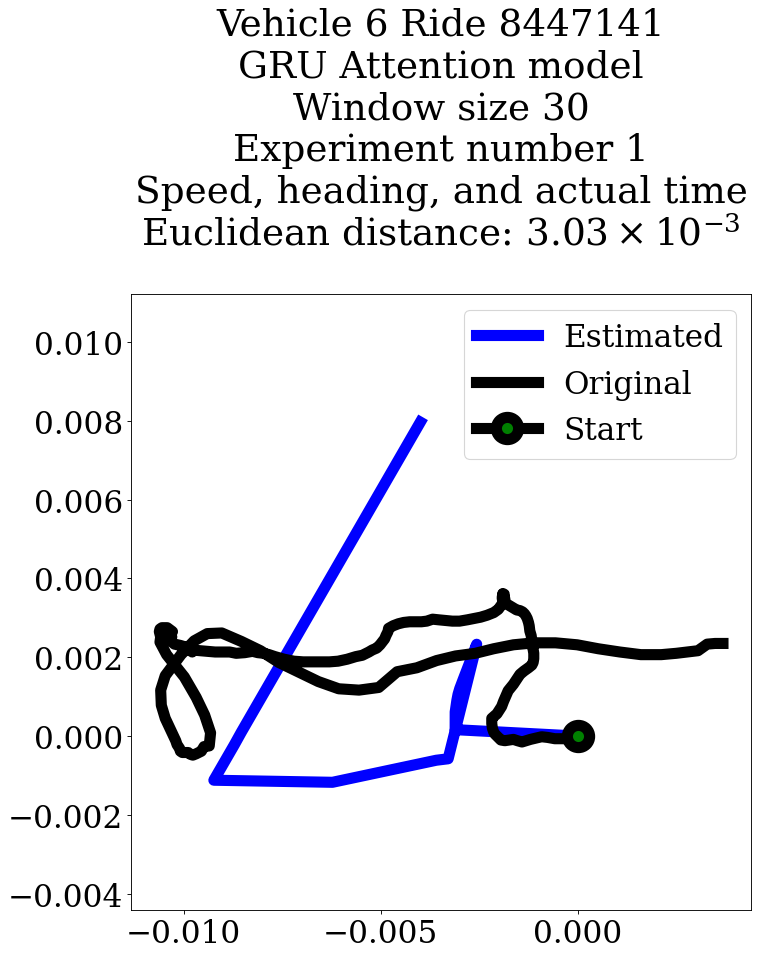 Vehicle 6 Ride 8447141
GRU Attention model
Window size 30
Experiment number 1
Speed, heading, and actual time
Euclidean distance: 3.03 × 10⁻³
Estimated
Original
Start
0.010
0.008
0.006
0.004
0.002
0.000
−0.002
−0.004
−0.010
−0.005
0.000